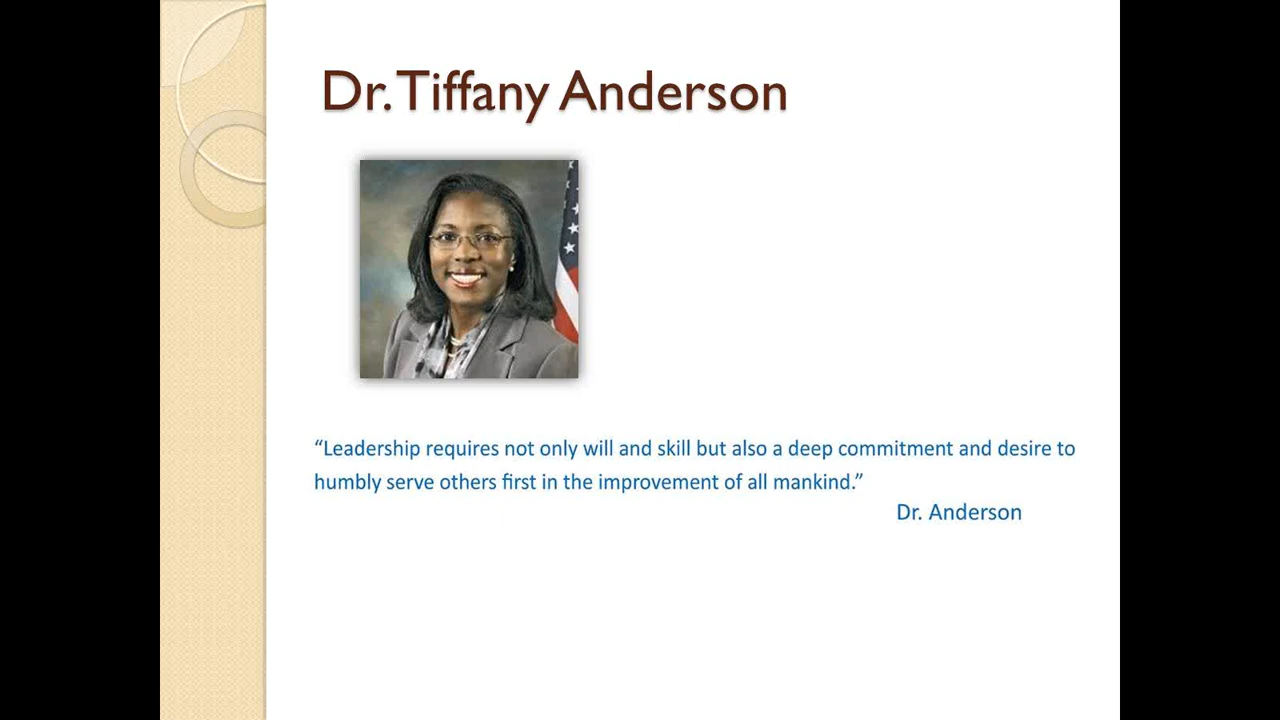 Dr. Tiffany Anderson
“Leadership requires not only will and skill but also a deep commitment and desire to
humbly serve others first in the improvement of all mankind.”
Dr. Anderson